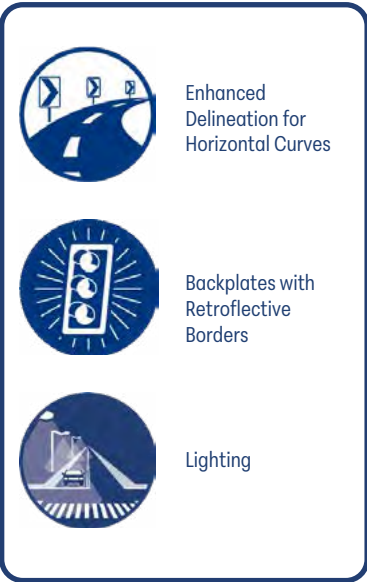 Enhanced
Delineation for
Horizontal Curves
Backplates with
Retroflective
Borders
Lighting